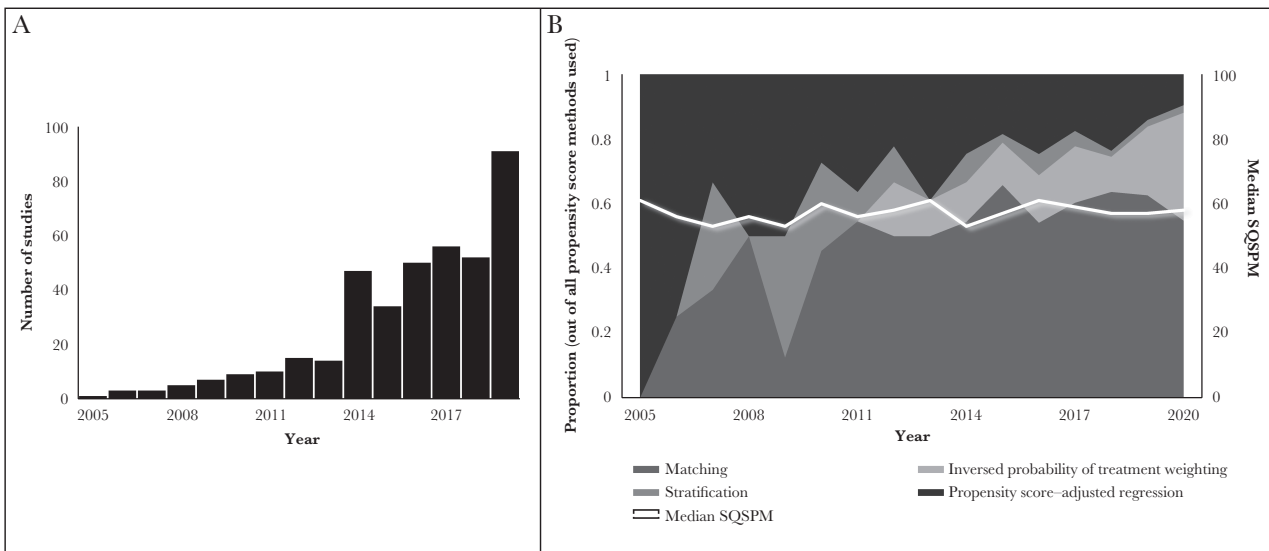 A
Number of studies
100
80
60
40
20
0
2005 2008 2011 2014 2017
Year
B
Proportion (out of all propensity score methods used)
1
0.8
0.6
0.4
0.2
0
100
80
60
40
20
0
Median SQSPM
2005 2008 2011 2014 2017 2020
Year
Matching
Inversed probability of treatment weighting
Stratification
Propensity score–adjusted regression
Median SQSPM